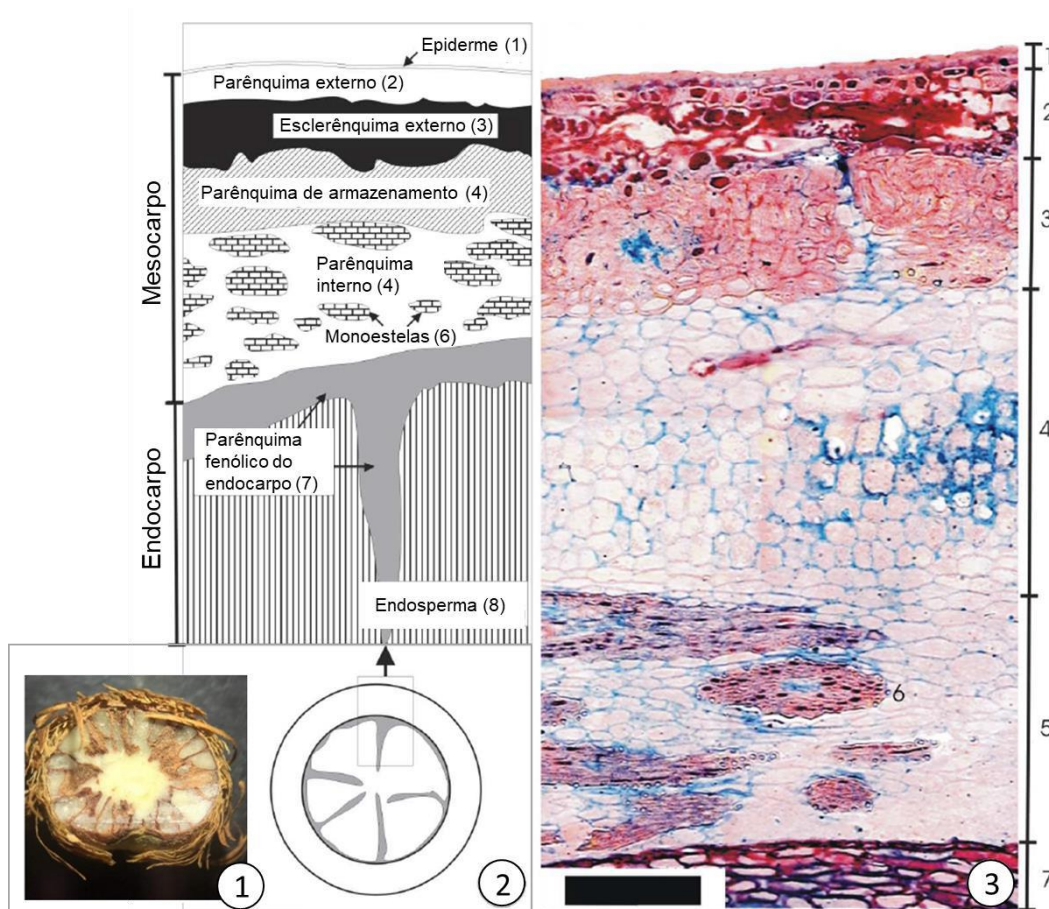 Epiderme (1)
Parênquima externo (2)
Esclerênquima externo (3)
Parênquima de armazenamento (4)
Parênquima
interno (4)
Monoestelas (6)
Mesocarpo
Parênquima
fenólico do
endocarpo (7)
Endocarpo
Endosperma (8)
1
2
1
2
3
4
6
5
7
3